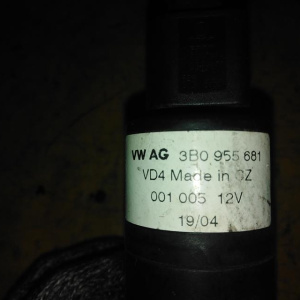 VW AG 3B0 955 681
VD4 Made in CZ
001 005 12V
19/04